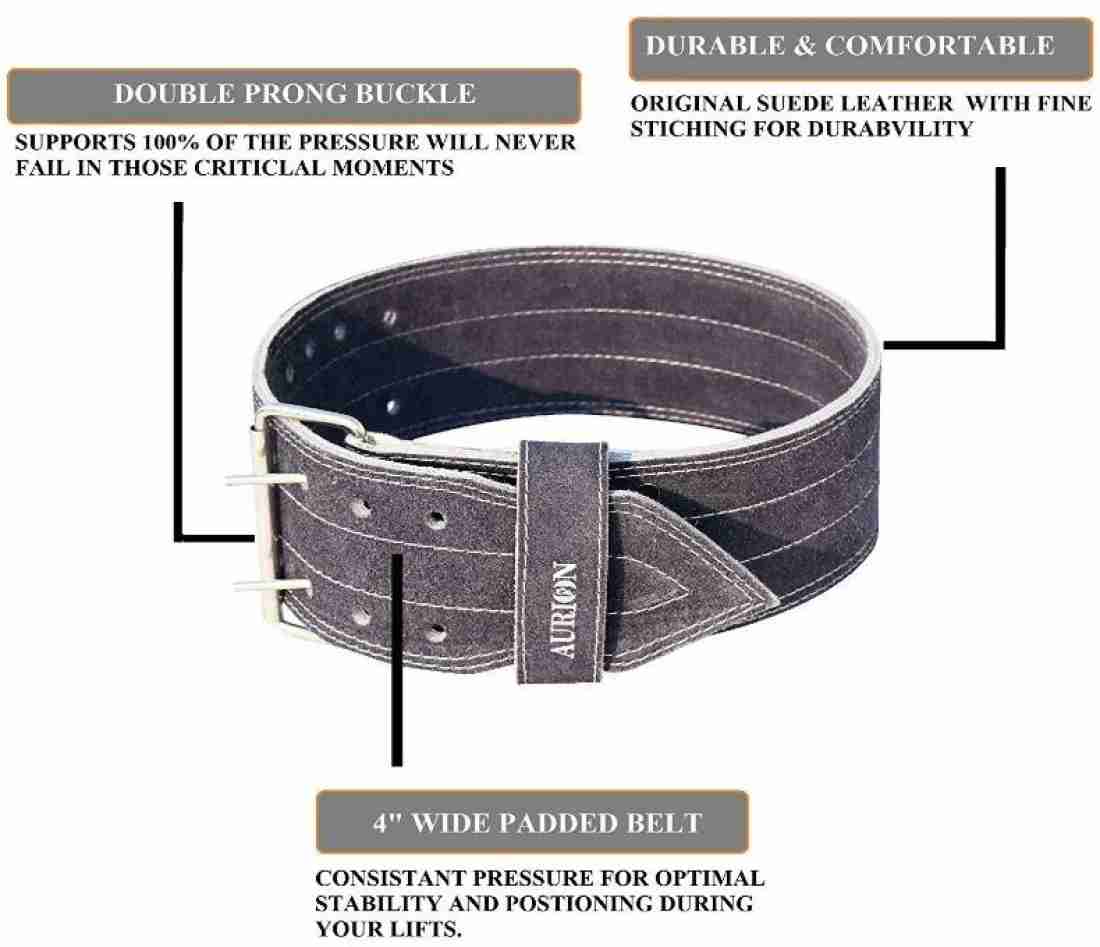 DURABLE & COMFORTABLE
ORIGINAL SUEDE LEATHER WITH FINE
STICHING FOR DURABVILITY
DOUBLE PRONG BUCKLE
SUPPORTS 100% OF THE PRESSURE WILL NEVER
FAIL IN THOSE CRITICLAL MOMENTS
AURION
4" WIDE PADDED BELT
CONSISTANT PRESSURE FOR OPTIMAL
STABILITY AND POSTIONING DURING
YOUR LIFTS.